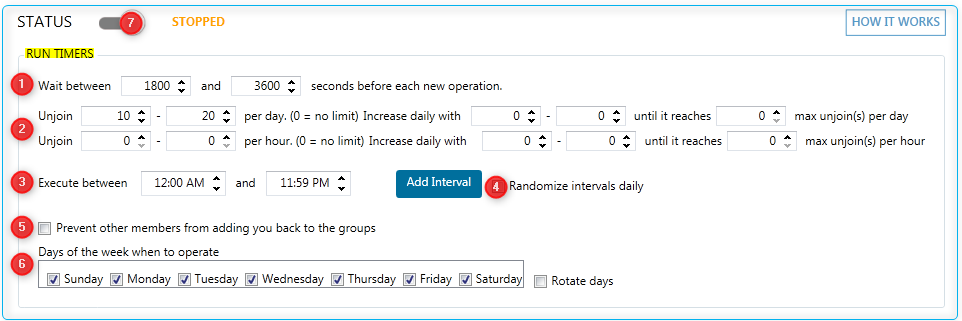 STATUS 7 STOPPED HOW IT WORKS
RUN TIMERS
1 Wait between 1800 and 3600 seconds before each new operation.
Unjoin 10 - 20 per day. (0 = no limit) Increase daily with 0 - 0 until it reaches 0 max unjoin(s) per day
2
Unjoin 0 - 0 per hour. (0 = no limit) Increase daily with 0 - 0 until it reaches 0 max unjoin(s) per hour
3 Execute between 12:00 AM and 11:59 PM Add Interval 4 Randomize intervals daily
5 Prevent other members from adding you back to the groups
Days of the week when to operate
6 Sunday Monday Tuesday Wednesday Thursday Friday Saturday Rotate days